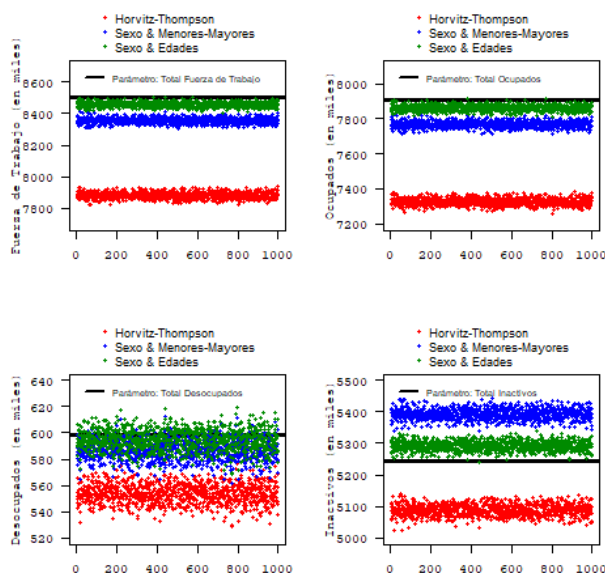 Horvitz-Thompson
Sexo & Menores-Mayores
Sexo & Edades
Parámetro: Total Fuerza de Trabajo
Fuerza de Trabajo (en miles)
8600
8400
8200
8000
7800
0 200 400 600 800 1000
Horvitz-Thompson
Sexo & Menores-Mayores
Sexo & Edades
Parámetro: Total Ocupados
Ocupados (en miles)
8000
7800
7600
7400
7200
0 200 400 600 800 1000
Horvitz-Thompson
Sexo & Menores-Mayores
Sexo & Edades
Parámetro: Total Desocupados
Desocupados (en miles)
640
620
600
580
560
540
520
0 200 400 600 800 1000
Horvitz-Thompson
Sexo & Menores-Mayores
Sexo & Edades
Parámetro: Total Inactivos
Inactivos (en miles)
5500
5400
5300
5200
5100
5000
0 200 400 600 800 1000